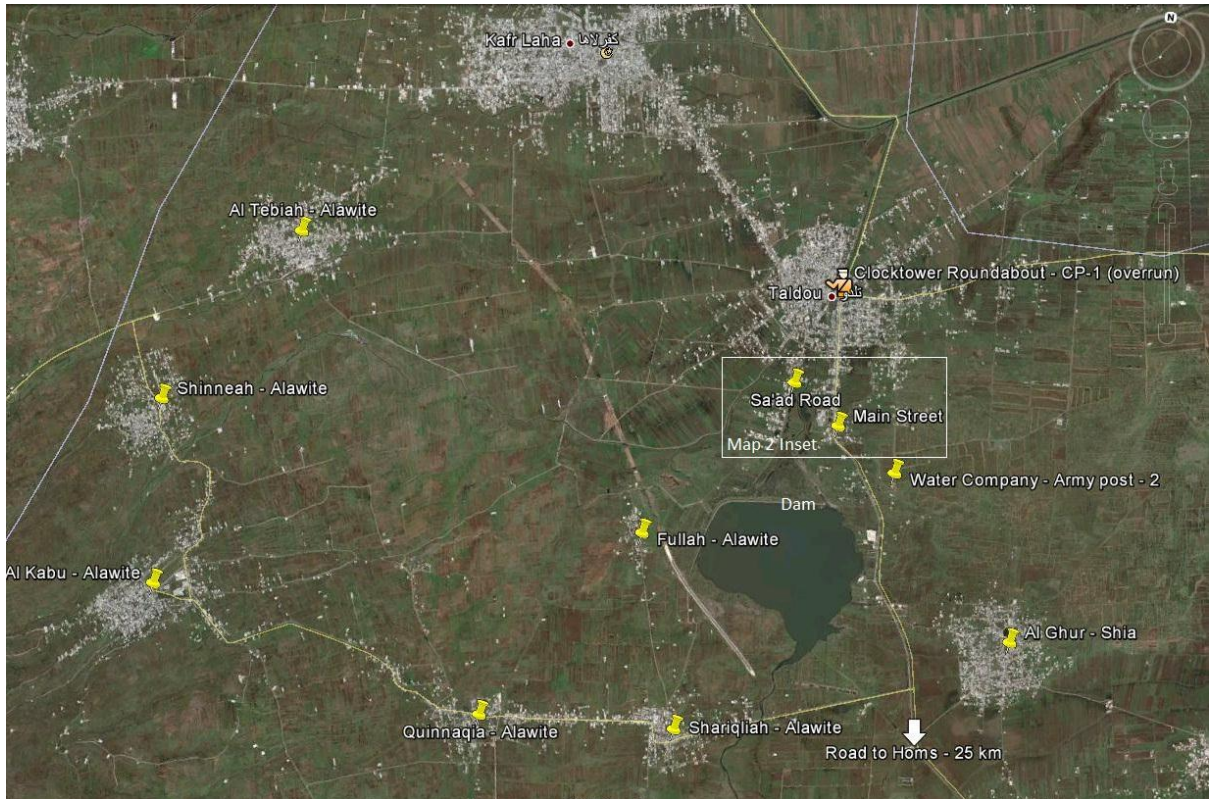 N
Kafr Laha كفرلاها
Al Tebiah - Alawite
Clocktower Roundabout - CP-1 (overrun)
Taldou تلدو
Shinneah - Alawite
Sa'ad Road
Main Street
Map 2 Inset
Water Company - Army post - 2
Dam
Fullah - Alawite
Al Kabu - Alawite
Al Ghur - Shia
Quinnaqia - Alawite
Shariqliah - Alawite
Road to Homs - 25 km